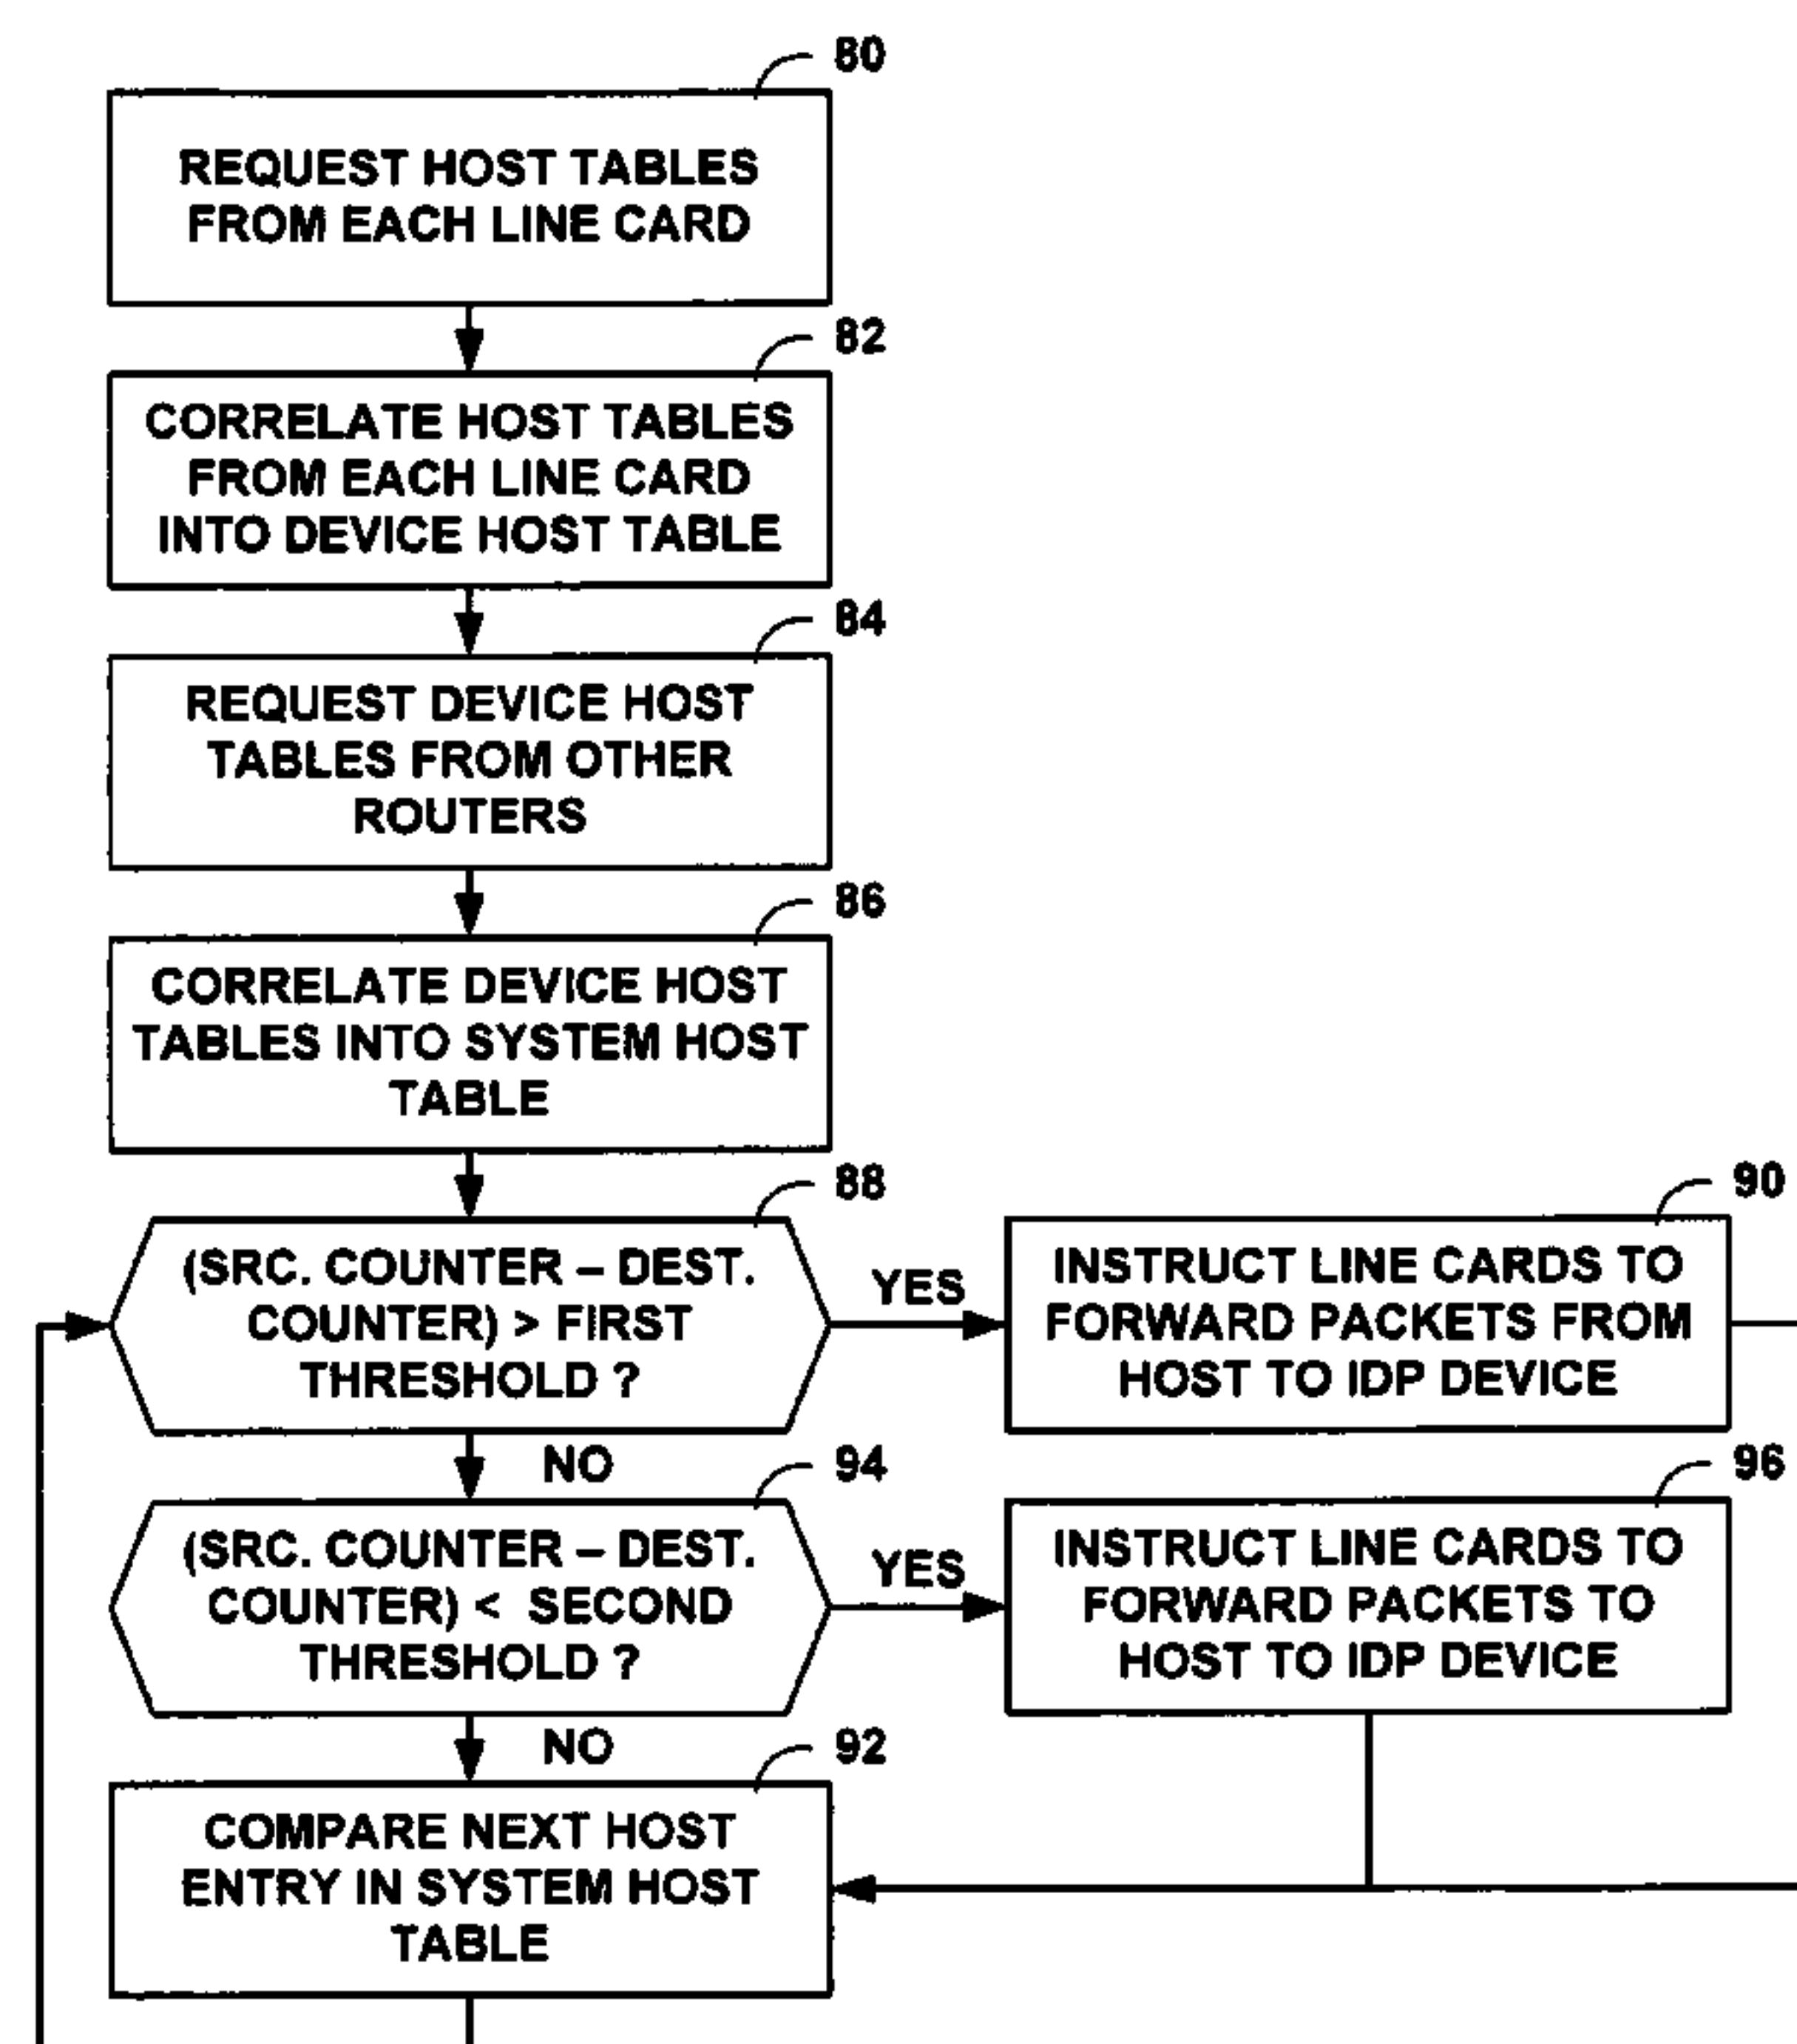 80
REQUEST HOST TABLES
FROM EACH LINE CARD
82
CORRELATE HOST TABLES
FROM EACH LINE CARD
INTO DEVICE HOST TABLE
84
REQUEST DEVICE HOST
TABLES FROM OTHER
ROUTERS
86
CORRELATE DEVICE HOST
TABLES INTO SYSTEM HOST
TABLE
88
(SRC. COUNTER – DEST.
COUNTER) > FIRST
THRESHOLD ?
YES
90
INSTRUCT LINE CARDS TO
FORWARD PACKETS FROM
HOST TO IDP DEVICE
NO
94
(SRC. COUNTER – DEST.
COUNTER) < SECOND
THRESHOLD ?
YES
96
INSTRUCT LINE CARDS TO
FORWARD PACKETS TO
HOST TO IDP DEVICE
NO
92
COMPARE NEXT HOST
ENTRY IN SYSTEM HOST
TABLE